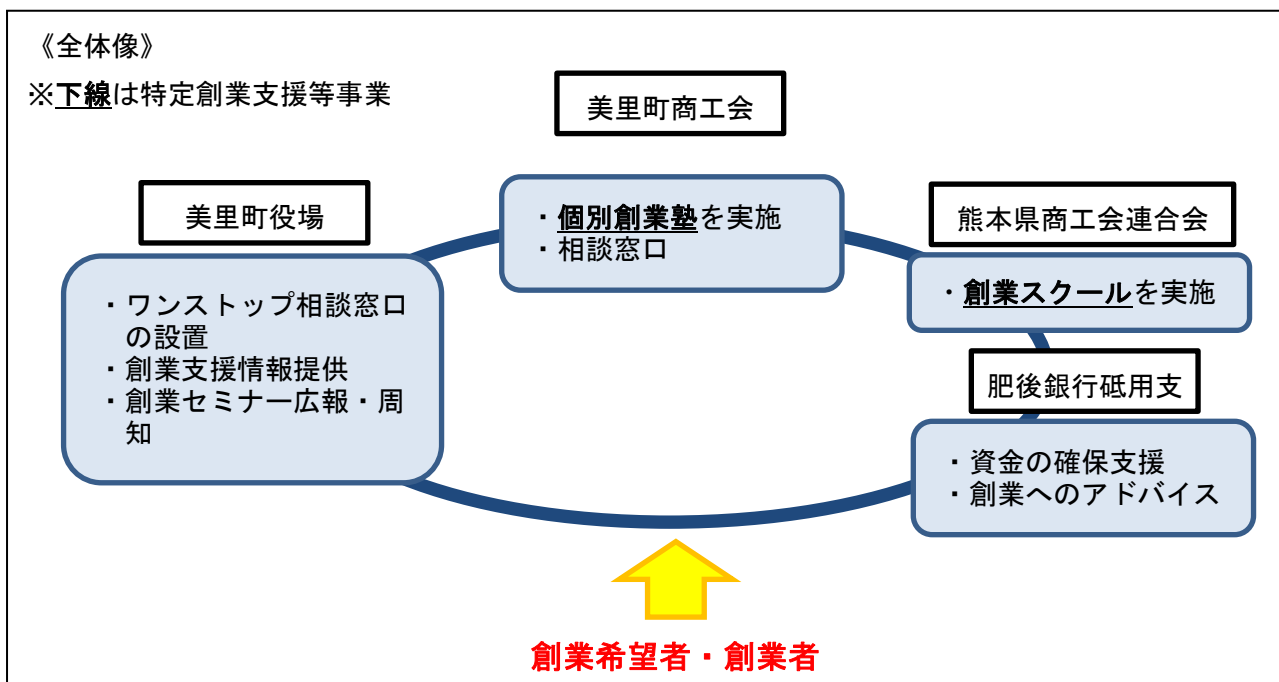 《全体像》
※下線は特定創業支援等事業
美里町商工会
・個別創業塾を実施
・相談窓口
美里町役場
・ワンストップ相談窓口
の設置
・創業支援情報提供
・創業セミナー広報・周
知
熊本県商工会連合会
・創業スクールを実施
肥後銀行砥用支
・資金の確保支援
・創業へのアドバイス
創業希望者・創業者